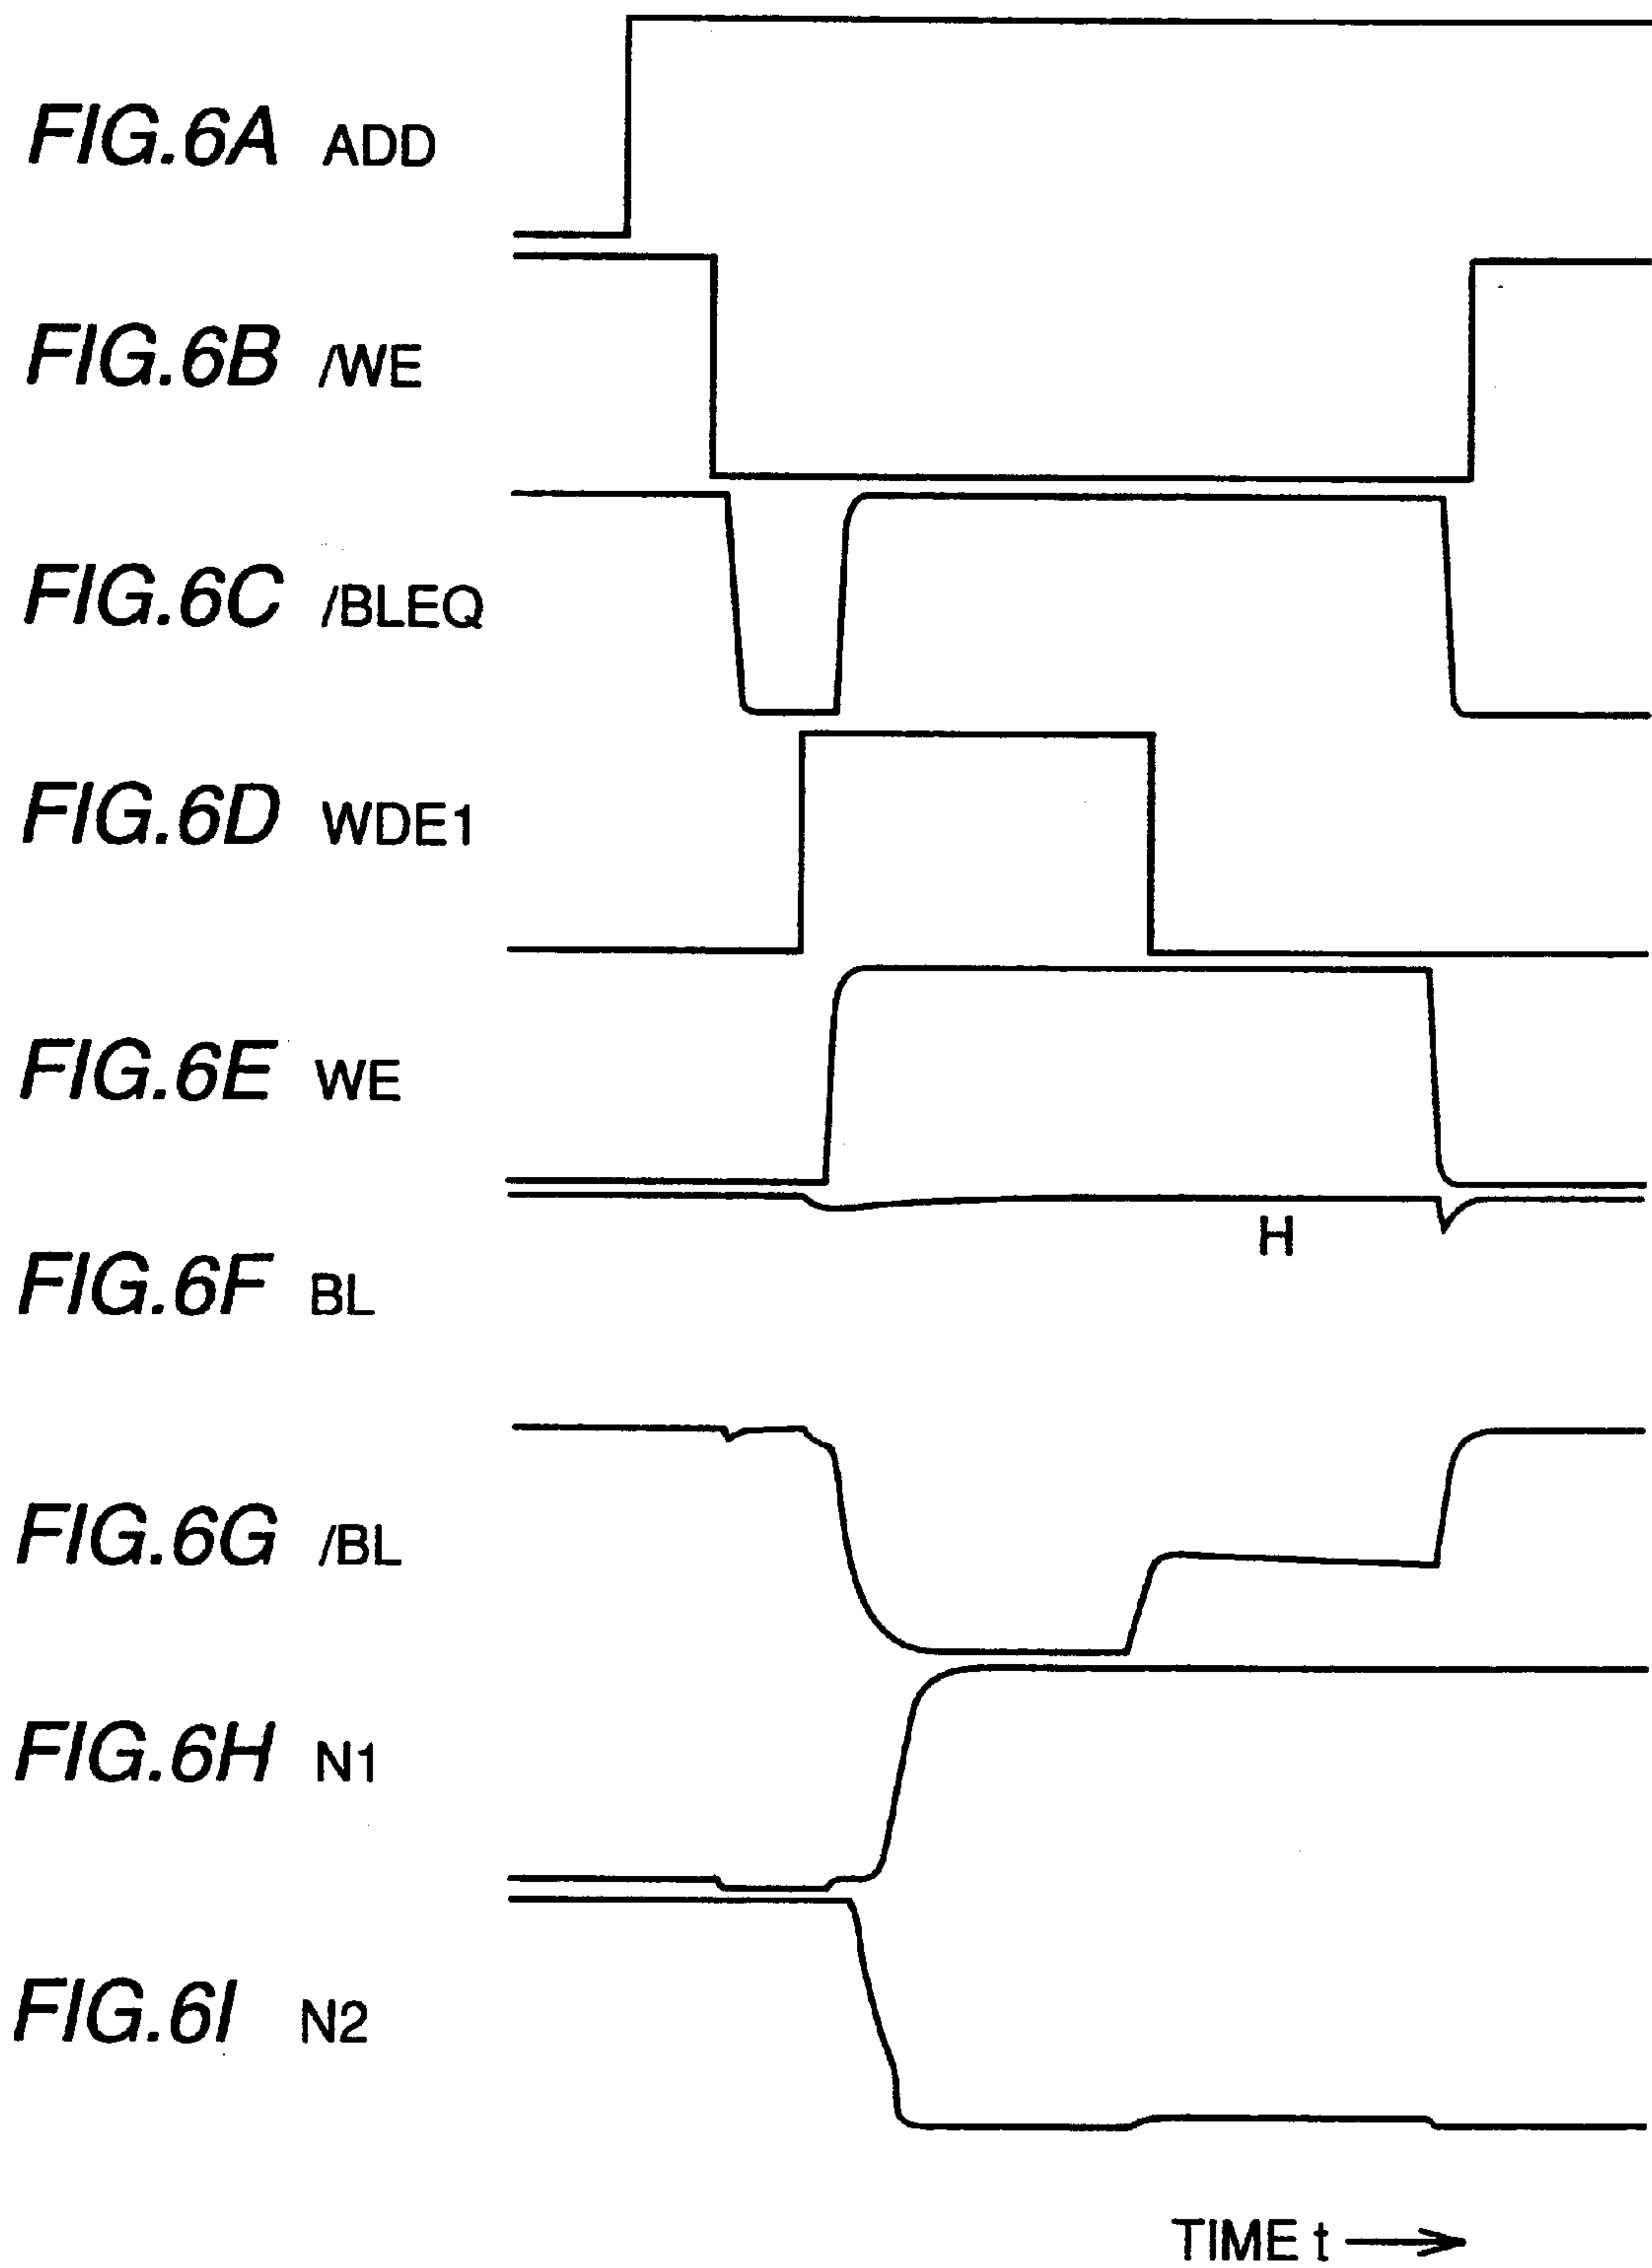 FIG.6A ADD
FIG.6B /WE
FIG.6C /BLEQ
FIG.6D WDE1
FIG.6E WE
H
FIG.6F BL
FIG.6G /BL
FIG.6H N1
FIG.6I N2
TIME t